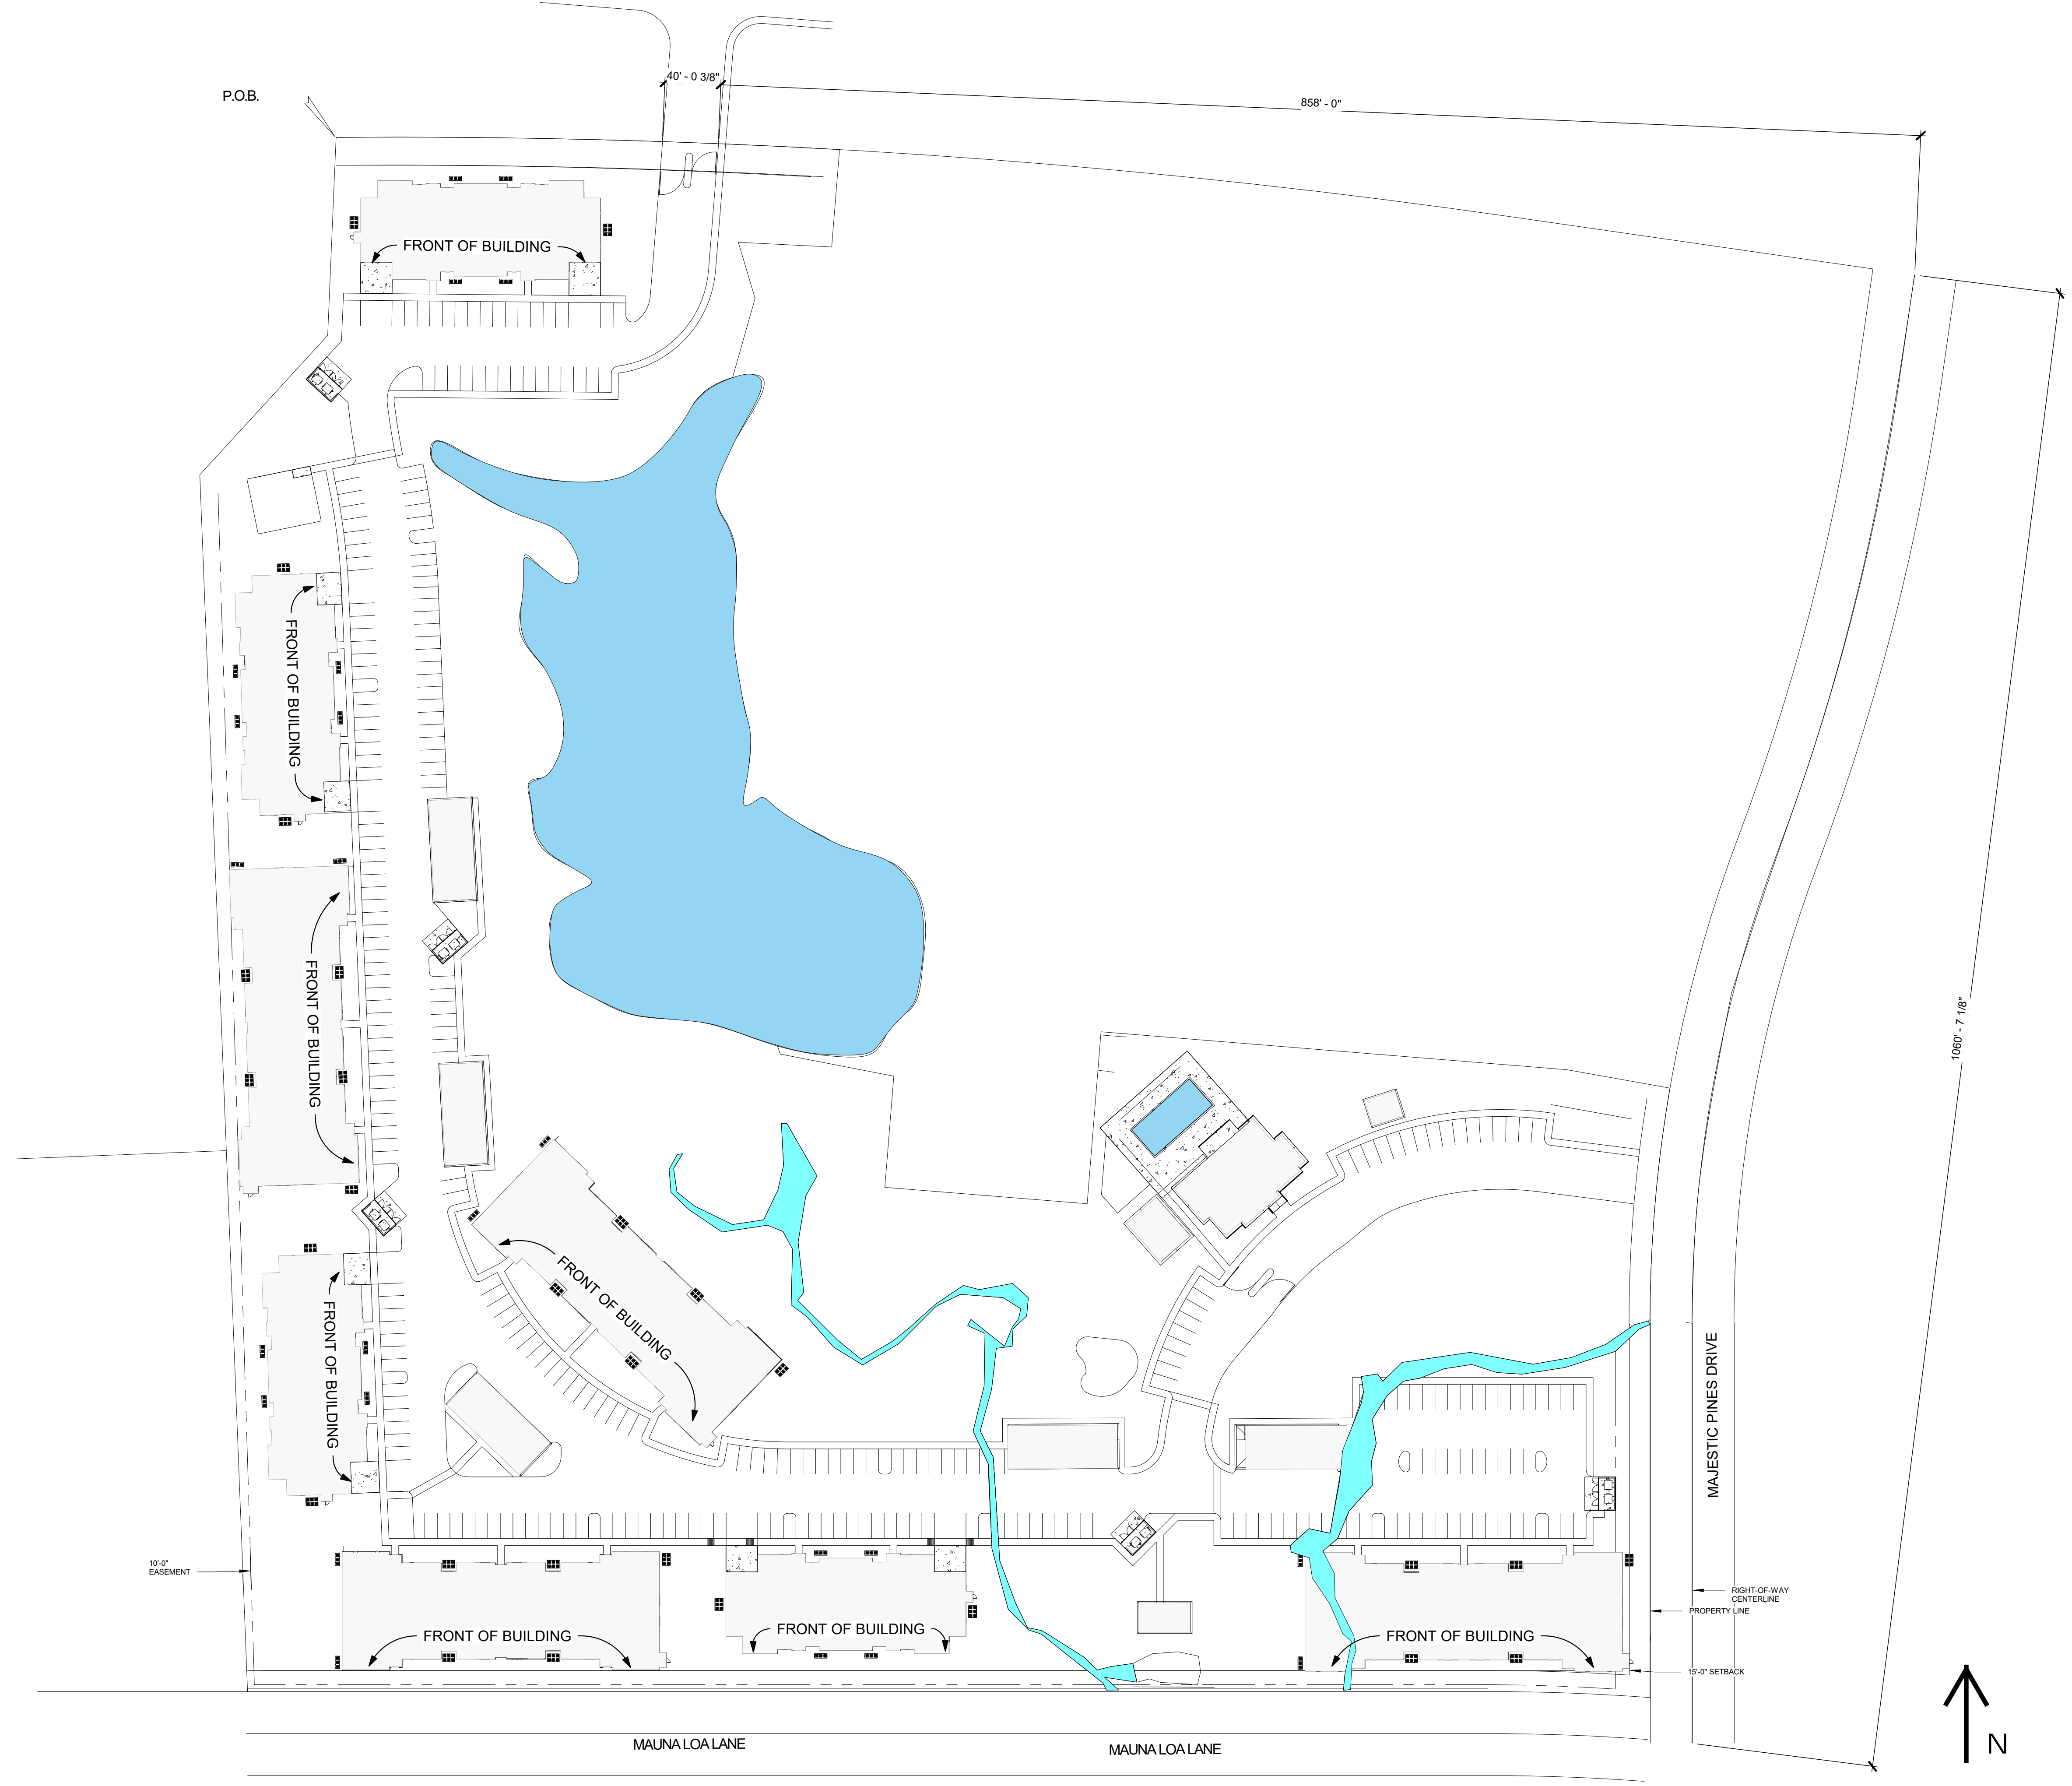 40' - 0 3/8"
P.O.B.
858' - 0"
FRONT OF BUILDING
FRONT OF BUILDING
FRONT OF BUILDING
1060' - 7 1/8"
FRONT OF BUILDING
FRONT OF BUILDING
MAJESTIC PINES DRIVE
10'-0"
EASEMENT
RIGHT-OF-WAY
CENTERLINE
PROPERTY LINE
FRONT OF BUILDING
FRONT OF BUILDING
FRONT OF BUILDING
15'-0" SETBACK
MAUNA LOA LANE
MAUNA LOA LANE
N